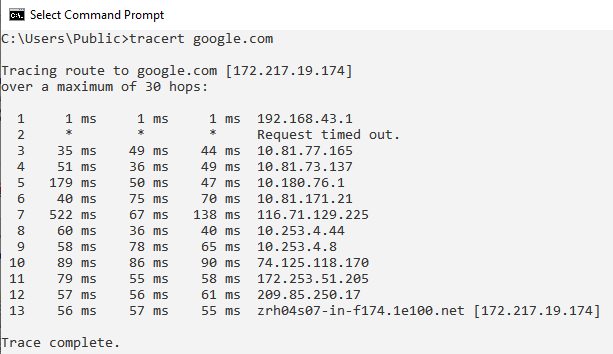 Select Command Prompt
C:\Users\Public>tracert google.com
Tracing route to google.com [172.217.19.174]
over a maximum of 30 hops:
1 1 ms 1 ms 1 ms 192.168.43.1
2 * * * Request timed out.
3 35 ms 49 ms 44 ms 10.81.77.165
4 51 ms 36 ms 49 ms 10.81.73.137
5 179 ms 50 ms 47 ms 10.180.76.1
6 40 ms 75 ms 70 ms 10.81.171.21
7 522 ms 67 ms 138 ms 116.71.129.225
8 60 ms 36 ms 40 ms 10.253.4.44
9 58 ms 78 ms 65 ms 10.253.4.8
10 89 ms 86 ms 90 ms 74.125.118.170
11 79 ms 55 ms 58 ms 172.253.51.205
12 57 ms 56 ms 61 ms 209.85.250.17
13 56 ms 57 ms 55 ms zrh04s07-in-f174.1e100.net [172.217.19.174]
Trace complete.